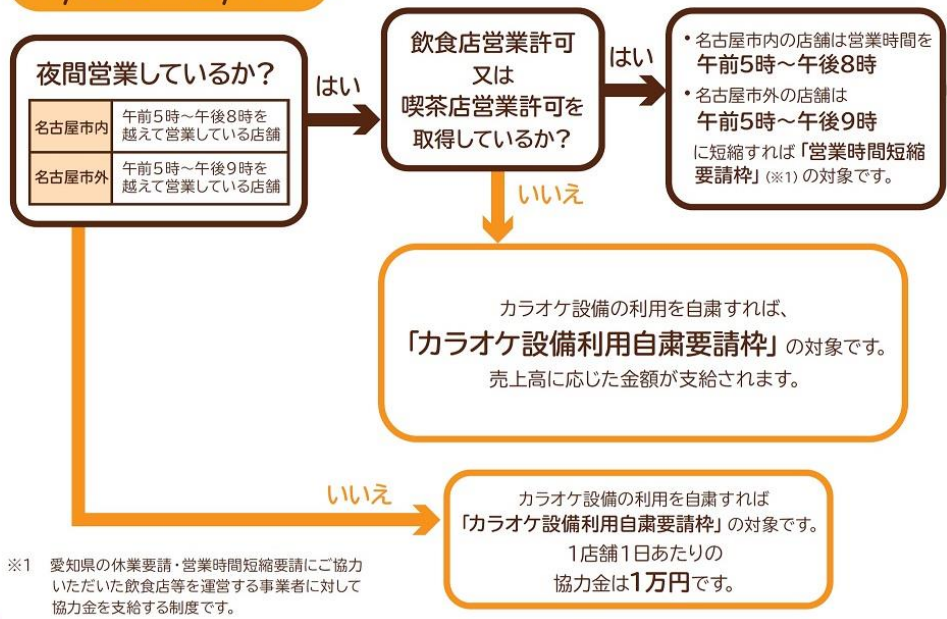 夜間営業しているか?
名古屋市内
午前5時~午後8時を
越えて営業している店舗
名古屋市外
午前5時~午後9時を
越えて営業している店舗
はい
飲食店営業許可
又は
喫茶店営業許可を
取得しているか?
はい
•名古屋市内の店舗は営業時間を
午前5時~午後8時
•名古屋市外の店舗は
午前5時~午後9時
に短縮すれば「営業時間短縮
要請枠」(※1)の対象です。
いいえ
カラオケ設備の利用を自粛すれば、
「カラオケ設備利用自粛要請枠」の対象です。
売上高に応じた金額が支給されます。
いいえ
カラオケ設備の利用を自粛すれば
「カラオケ設備利用自粛要請枠」の対象です。
1店舗1日あたりの
協力金は1万円です。
※1 愛知県の休業要請・営業時間短縮要請にご協力
いただいた飲食店等を運営する事業者に対して
協力金を支給する制度です。